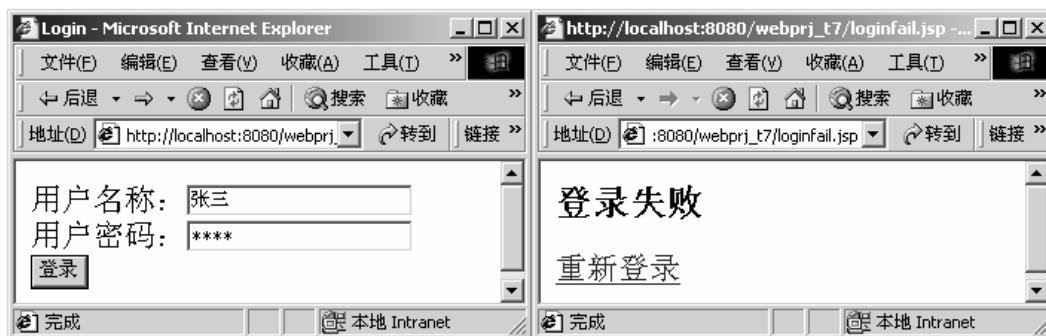 Login - Microsoft Internet Explorer
文件(F) 编辑(E) 查看(V) 收藏(A) 工具(T) »
后退 搜索 收藏 »
地址(D) http://localhost:8080/webprj_ 转到 链接 »
用户名称： 张三
用户密码： ****
登录
完成 本地 Intranet
http://localhost:8080/webprj_t7/loginfail.jsp -...
文件(F) 编辑(E) 查看(V) 收藏(A) 工具(T) »
后退 搜索 收藏 »
地址(D) :8080/webprj_t7/loginfail.jsp 转到 链接 »
登录失败
重新登录
完成 本地 Intranet